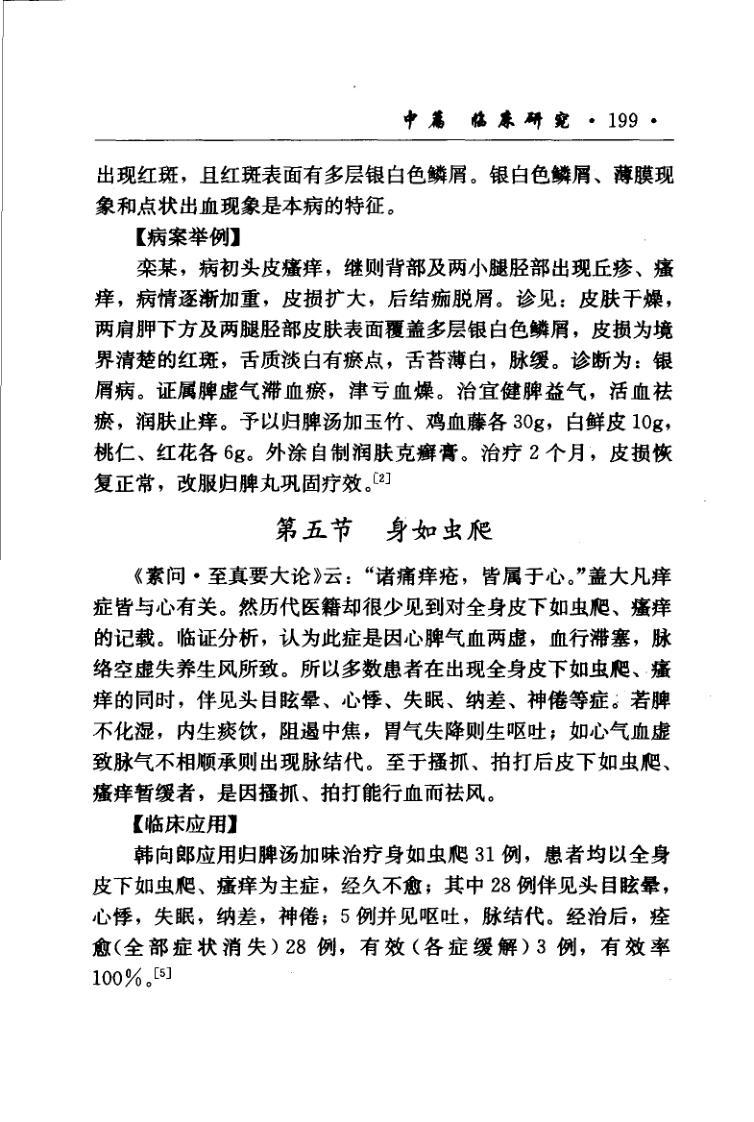 中篇 临床研究 · 199 ·
出现红斑，且红斑表面有多层银白色鳞屑。银白色鳞屑、薄膜现
象和点状出血现象是本病的特征。
【病案举例】
栾某，病初头皮瘙痒，继则背部及两小腿胫部出现丘疹、瘙
痒，病情逐渐加重，皮损扩大，后结痂脱屑。诊见：皮肤干燥，
两肩胛下方及两腿胫部皮肤表面覆盖多层银白色鳞屑，皮损为境
界清楚的红斑，舌质淡白有瘀点，舌苔薄白，脉缓。诊断为：银
屑病。证属脾虚气滞血瘀，津亏血燥。治宜健脾益气，活血祛
瘀，润肤止痒。予以归脾汤加玉竹、鸡血藤各 30g，白鲜皮 10g，
桃仁、红花各 6g。外涂自制润肤克癣膏。治疗 2 个月，皮损恢
复正常，改服归脾丸巩固疗效。[2]
第五节 身如虫爬
《素问·至真要大论》云：“诸痛痒疮，皆属于心。”盖大凡痒
症皆与心有关。然历代医籍却很少见到对全身皮下如虫爬、瘙痒
的记载。临证分析，认为此症是因心脾气血两虚，血行滞塞，脉
络空虚失养生风所致。所以多数患者在出现全身皮下如虫爬、瘙
痒的同时，伴见头目眩晕、心悸、失眠、纳差、神倦等症。若脾
不化湿，内生痰饮，阻遏中焦，胃气失降则生呕吐；如心气血虚
致脉气不相顺承则出现脉结代。至于搔抓、拍打后皮下如虫爬、
瘙痒暂缓者，是因搔抓、拍打能行血而祛风。
【临床应用】
韩向郎应用归脾汤加味治疗身如虫爬 31 例，患者均以全身
皮下如虫爬、瘙痒为主症，经久不愈；其中 28 例伴见头目眩晕，
心悸，失眠，纳差，神倦；5 例并见呕吐，脉结代。经治后，痊
愈（全部症状消失）28 例，有效（各症缓解）3 例，有效率
100%。[5]